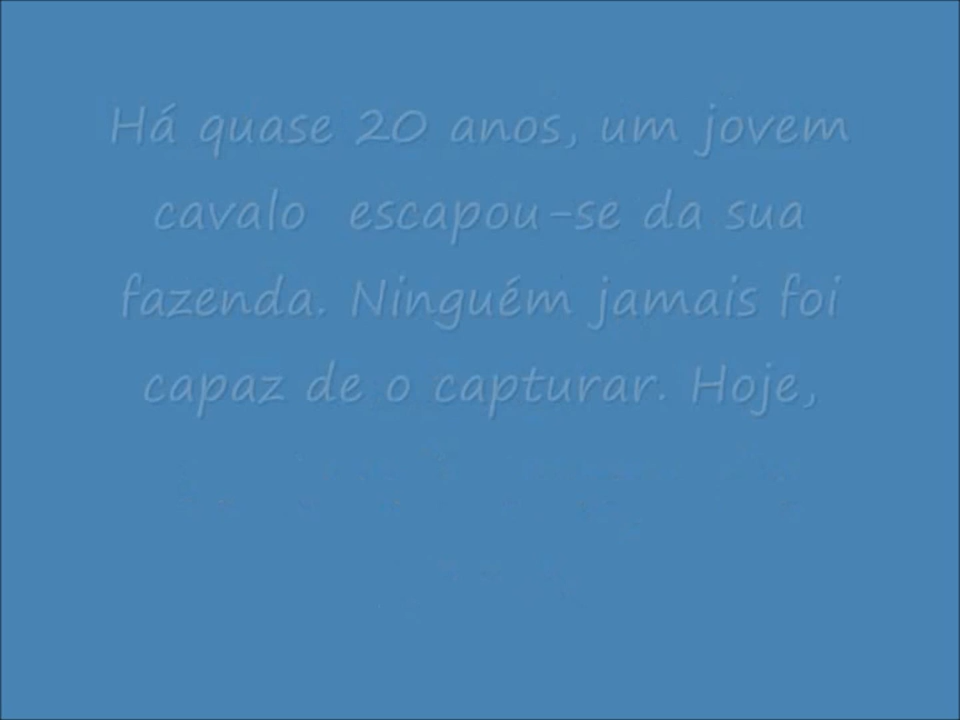 Há quase 20 anos, um jovem
cavalo escapou-se da sua
fazenda. Ninguém jamais foi
capaz de o capturar. Hoje,